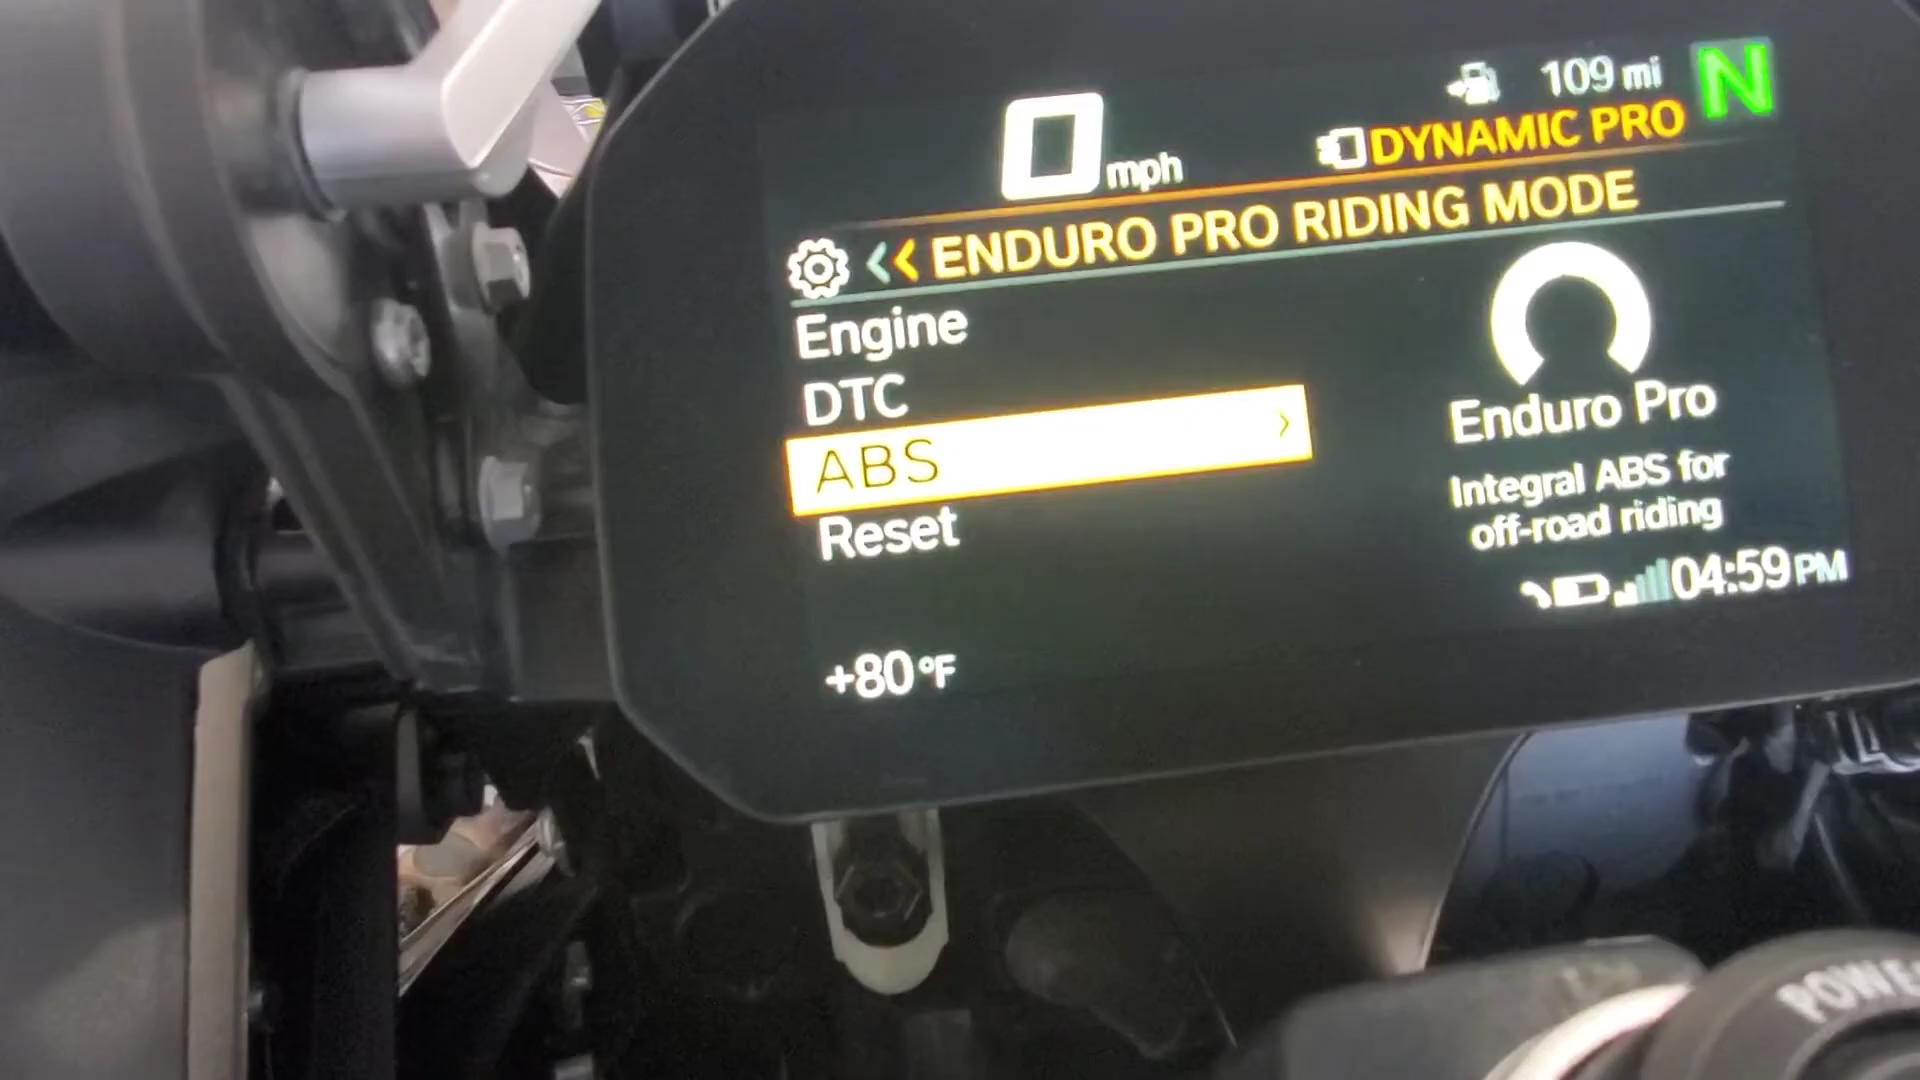 109 mi N
0 mph
DYNAMIC PRO
ENDURO PRO RIDING MODE
Engine
DTC
ABS
Reset
Enduro Pro
Integral ABS for
off-road riding
04:59 PM
+80 °F